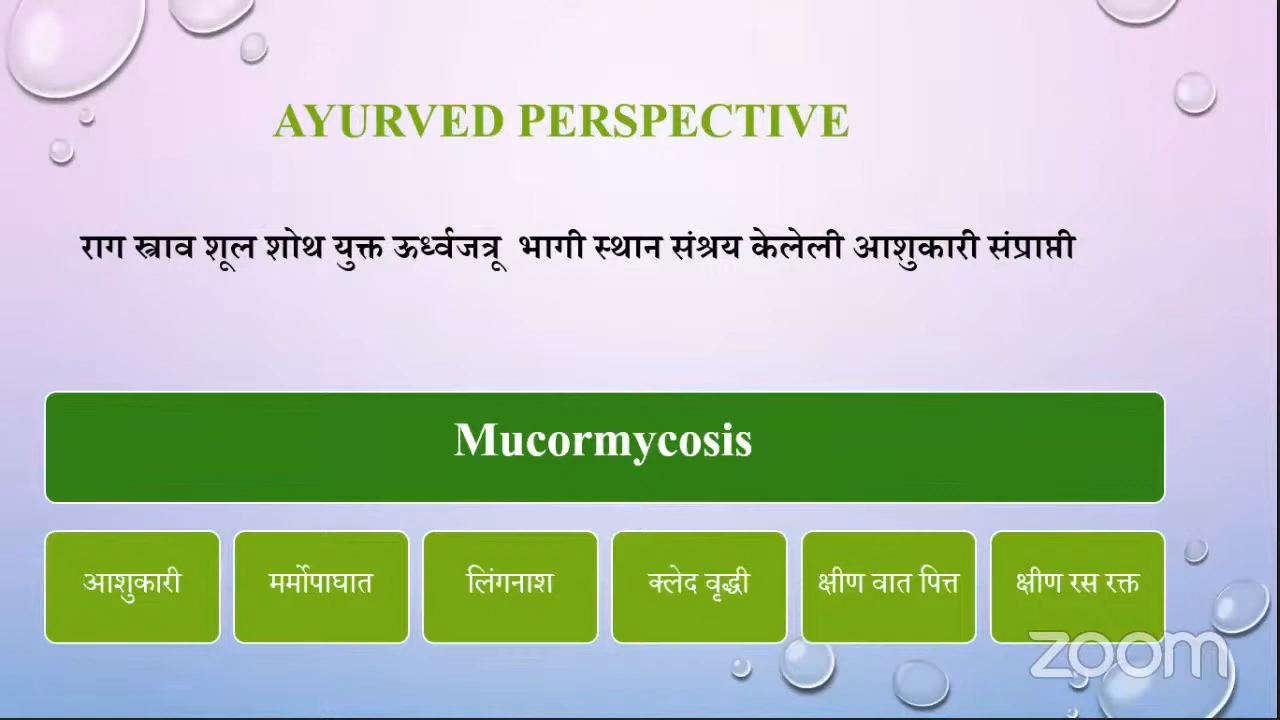 AYURVED PERSPECTIVE
राग स्त्राव शूल शोथ युक्त ऊर्ध्वजत्रू भागी स्थान संश्रय केलेली आशुकारी संप्राप्ती
Mucormycosis
आशुकारी
मर्मोपाघात
लिंगनाश
क्लेद वृद्धी
क्षीण वात पित्त
क्षीण रस रक्त
zoom